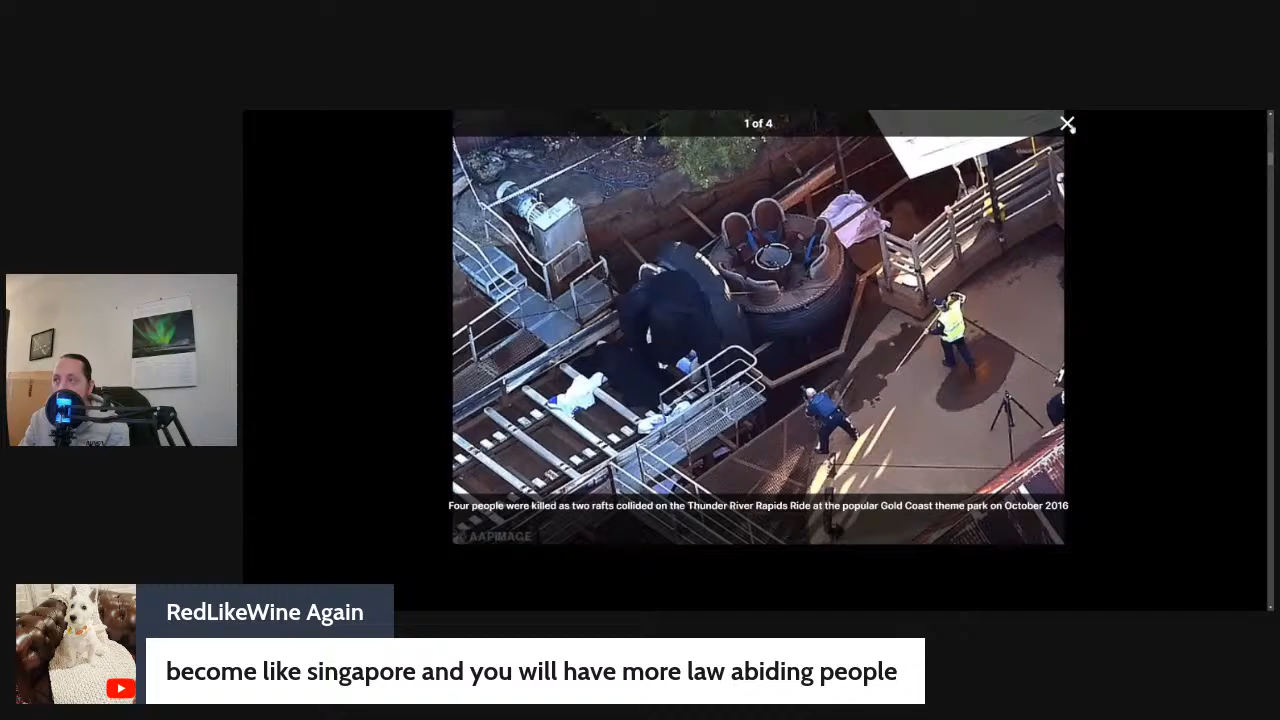 1 of 4
Four people were killed as two rafts collided on the Thunder River Rapids Ride at the popular Gold Coast theme park on October 2016
AAPIMAGE
RedLikeWine Again
become like singapore and you will have more law abiding people